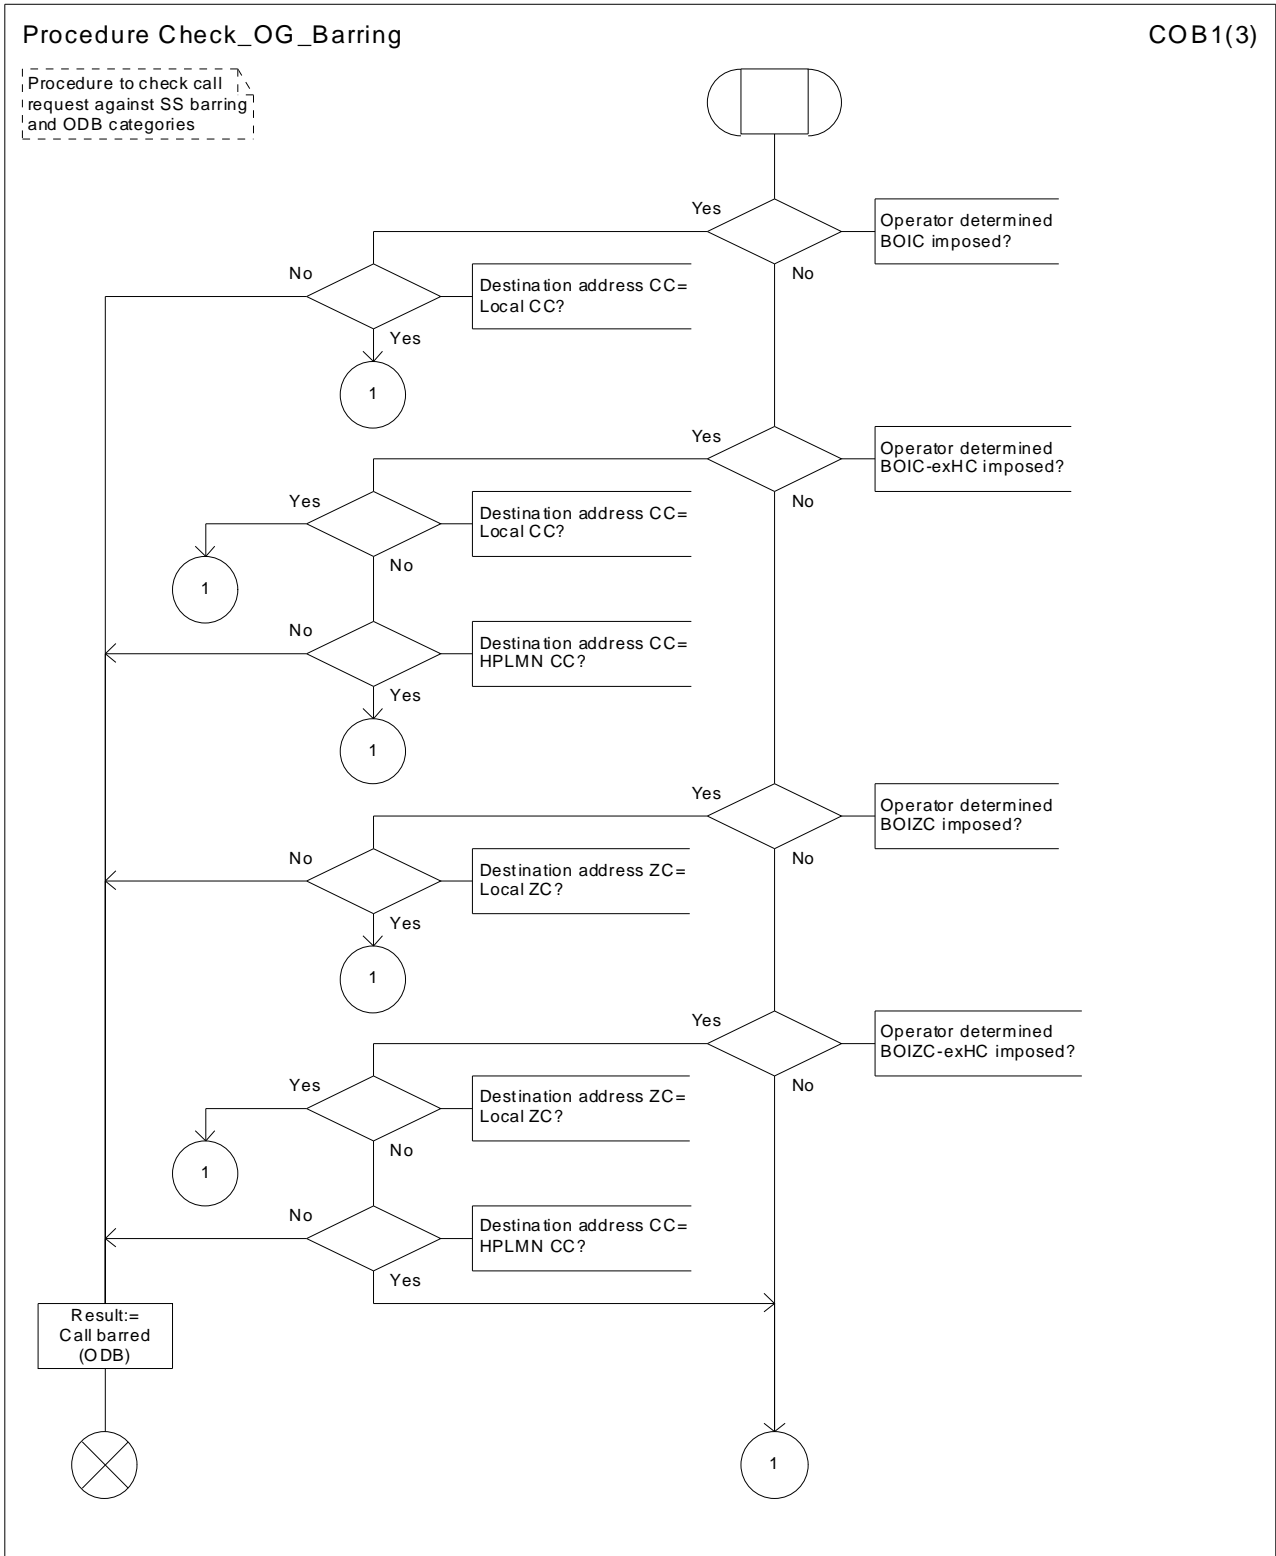 Procedure Check_OG_Barring
COB1(3)
Procedure to check call
request against SS barring
and ODB categories
Yes
Operator determined
BOIC imposed?
No
No
Destination address CC=
Local CC?
Yes
1
Yes
Operator determined
BOIC-exHC imposed?
No
Yes
Destination address CC=
Local CC?
No
1
No
Destination address CC=
HPLMN CC?
Yes
1
Yes
Operator determined
BOIZC imposed?
No
No
Destination address ZC=
Local ZC?
Yes
1
Yes
Operator determined
BOIZC-exHC imposed?
No
Yes
Destination address ZC=
Local ZC?
No
1
No
Destination address CC=
HPLMN CC?
Yes
Result:=
Call barred
(ODB)
1